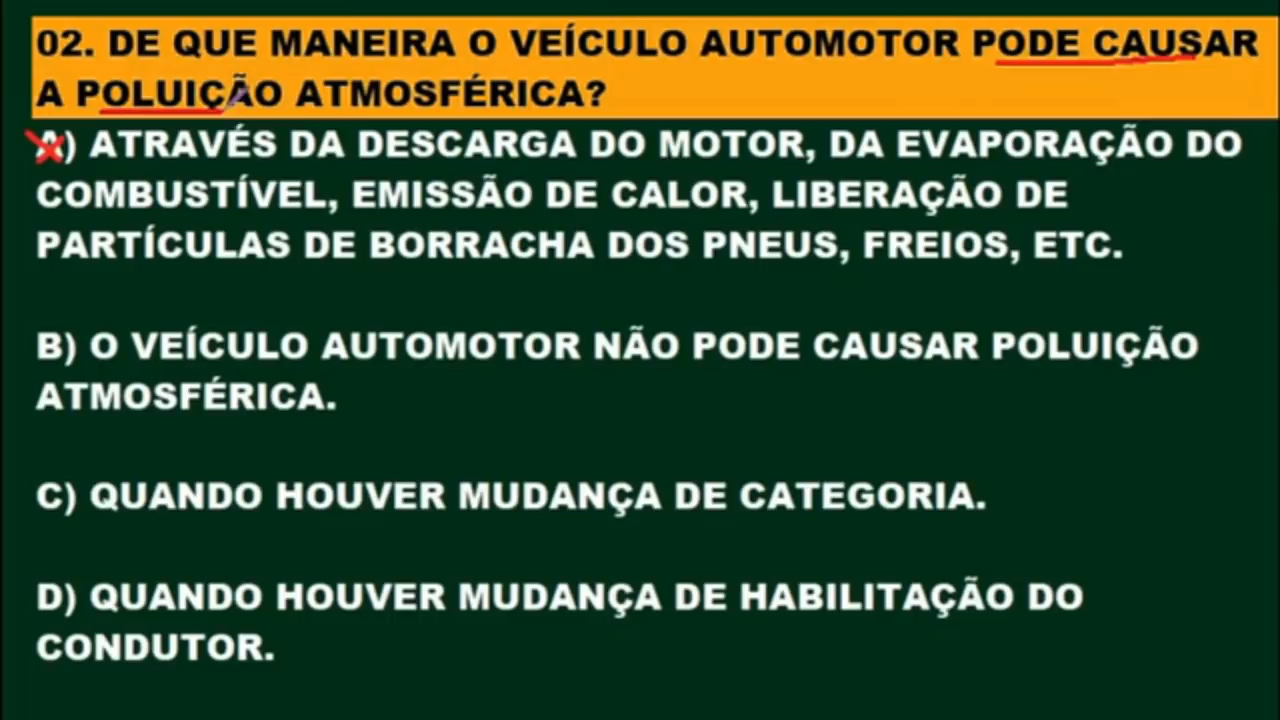 02. DE QUE MANEIRA O VEÍCULO AUTOMOTOR PODE CAUSAR
A POLUIÇÃO ATMOSFÉRICA?
A) ATRAVÉS DA DESCARGA DO MOTOR, DA EVAPORAÇÃO DO
COMBUSTÍVEL, EMISSÃO DE CALOR, LIBERAÇÃO DE
PARTÍCULAS DE BORRACHA DOS PNEUS, FREIOS, ETC.
B) O VEÍCULO AUTOMOTOR NÃO PODE CAUSAR POLUIÇÃO
ATMOSFÉRICA.
C) QUANDO HOUVER MUDANÇA DE CATEGORIA.
D) QUANDO HOUVER MUDANÇA DE HABILITAÇÃO DO
CONDUTOR.